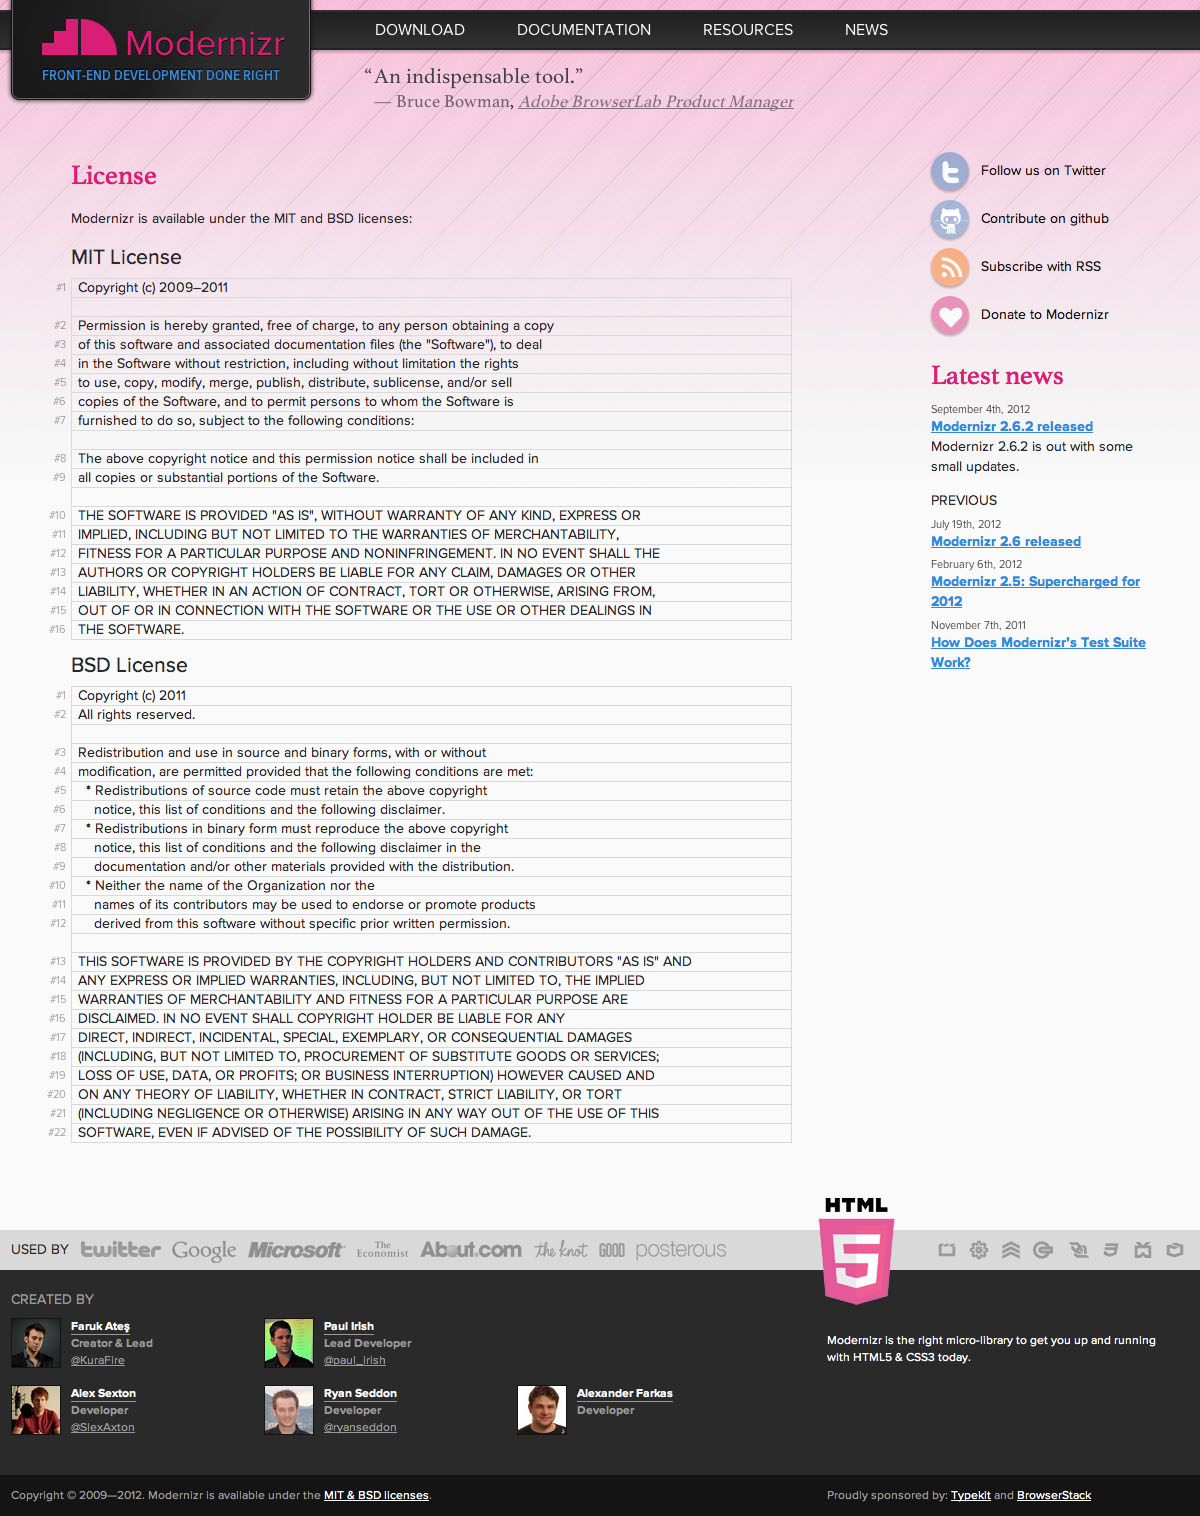 DOWNLOAD DOCUMENTATION RESOURCES NEWS
Modernizr
FRONT-END DEVELOPMENT DONE RIGHT
“An indispensable tool.”
— Bruce Bowman, Adobe BrowserLab Product Manager
License
Modernizr is available under the MIT and BSD licenses:
MIT License
#1 Copyright (c) 2009–2011
#2 Permission is hereby granted, free of charge, to any person obtaining a copy
#3 of this software and associated documentation files (the "Software"), to deal
#4 in the Software without restriction, including without limitation the rights
#5 to use, copy, modify, merge, publish, distribute, sublicense, and/or sell
#6 copies of the Software, and to permit persons to whom the Software is
#7 furnished to do so, subject to the following conditions:
#8 The above copyright notice and this permission notice shall be included in
#9 all copies or substantial portions of the Software.
#10 THE SOFTWARE IS PROVIDED "AS IS", WITHOUT WARRANTY OF ANY KIND, EXPRESS OR
#11 IMPLIED, INCLUDING BUT NOT LIMITED TO THE WARRANTIES OF MERCHANTABILITY,
#12 FITNESS FOR A PARTICULAR PURPOSE AND NONINFRINGEMENT. IN NO EVENT SHALL THE
#13 AUTHORS OR COPYRIGHT HOLDERS BE LIABLE FOR ANY CLAIM, DAMAGES OR OTHER
#14 LIABILITY, WHETHER IN AN ACTION OF CONTRACT, TORT OR OTHERWISE, ARISING FROM,
#15 OUT OF OR IN CONNECTION WITH THE SOFTWARE OR THE USE OR OTHER DEALINGS IN
#16 THE SOFTWARE.
BSD License
#1 Copyright (c) 2011
#2 All rights reserved.
#3 Redistribution and use in source and binary forms, with or without
#4 modification, are permitted provided that the following conditions are met:
#5 * Redistributions of source code must retain the above copyright
#6 notice, this list of conditions and the following disclaimer.
#7 * Redistributions in binary form must reproduce the above copyright
#8 notice, this list of conditions and the following disclaimer in the
#9 documentation and/or other materials provided with the distribution.
#10 * Neither the name of the Organization nor the
#11 names of its contributors may be used to endorse or promote products
#12 derived from this software without specific prior written permission.
#13 THIS SOFTWARE IS PROVIDED BY THE COPYRIGHT HOLDERS AND CONTRIBUTORS "AS IS" AND
#14 ANY EXPRESS OR IMPLIED WARRANTIES, INCLUDING, BUT NOT LIMITED TO, THE IMPLIED
#15 WARRANTIES OF MERCHANTABILITY AND FITNESS FOR A PARTICULAR PURPOSE ARE
#16 DISCLAIMED. IN NO EVENT SHALL COPYRIGHT HOLDER BE LIABLE FOR ANY
#17 DIRECT, INDIRECT, INCIDENTAL, SPECIAL, EXEMPLARY, OR CONSEQUENTIAL DAMAGES
#18 (INCLUDING, BUT NOT LIMITED TO, PROCUREMENT OF SUBSTITUTE GOODS OR SERVICES;
#19 LOSS OF USE, DATA, OR PROFITS; OR BUSINESS INTERRUPTION) HOWEVER CAUSED AND
#20 ON ANY THEORY OF LIABILITY, WHETHER IN CONTRACT, STRICT LIABILITY, OR TORT
#21 (INCLUDING NEGLIGENCE OR OTHERWISE) ARISING IN ANY WAY OUT OF THE USE OF THIS
#22 SOFTWARE, EVEN IF ADVISED OF THE POSSIBILITY OF SUCH DAMAGE.
Follow us on Twitter
Contribute on github
Subscribe with RSS
Donate to Modernizr
Latest news
September 4th, 2012
Modernizr 2.6.2 released
Modernizr 2.6.2 is out with some
small updates.
PREVIOUS
July 19th, 2012
Modernizr 2.6 released
February 6th, 2012
Modernizr 2.5: Supercharged for
2012
November 7th, 2011
How Does Modernizr's Test Suite
Work?
USED BY twitter Google Microsoft The Economist About.com the knot GOOD posterous
HTML
5
CREATED BY
Faruk Ateş
Creator & Lead
@KuraFire
Paul Irish
Lead Developer
@paul_irish
Alex Sexton
Developer
@SlexAxton
Ryan Seddon
Developer
@ryanseddon
Alexander Farkas
Developer
Modernizr is the right micro-library to get you up and running
with HTML5 & CSS3 today.
Copyright © 2009—2012. Modernizr is available under the MIT & BSD licenses.
Proudly sponsored by: Typekit and BrowserStack